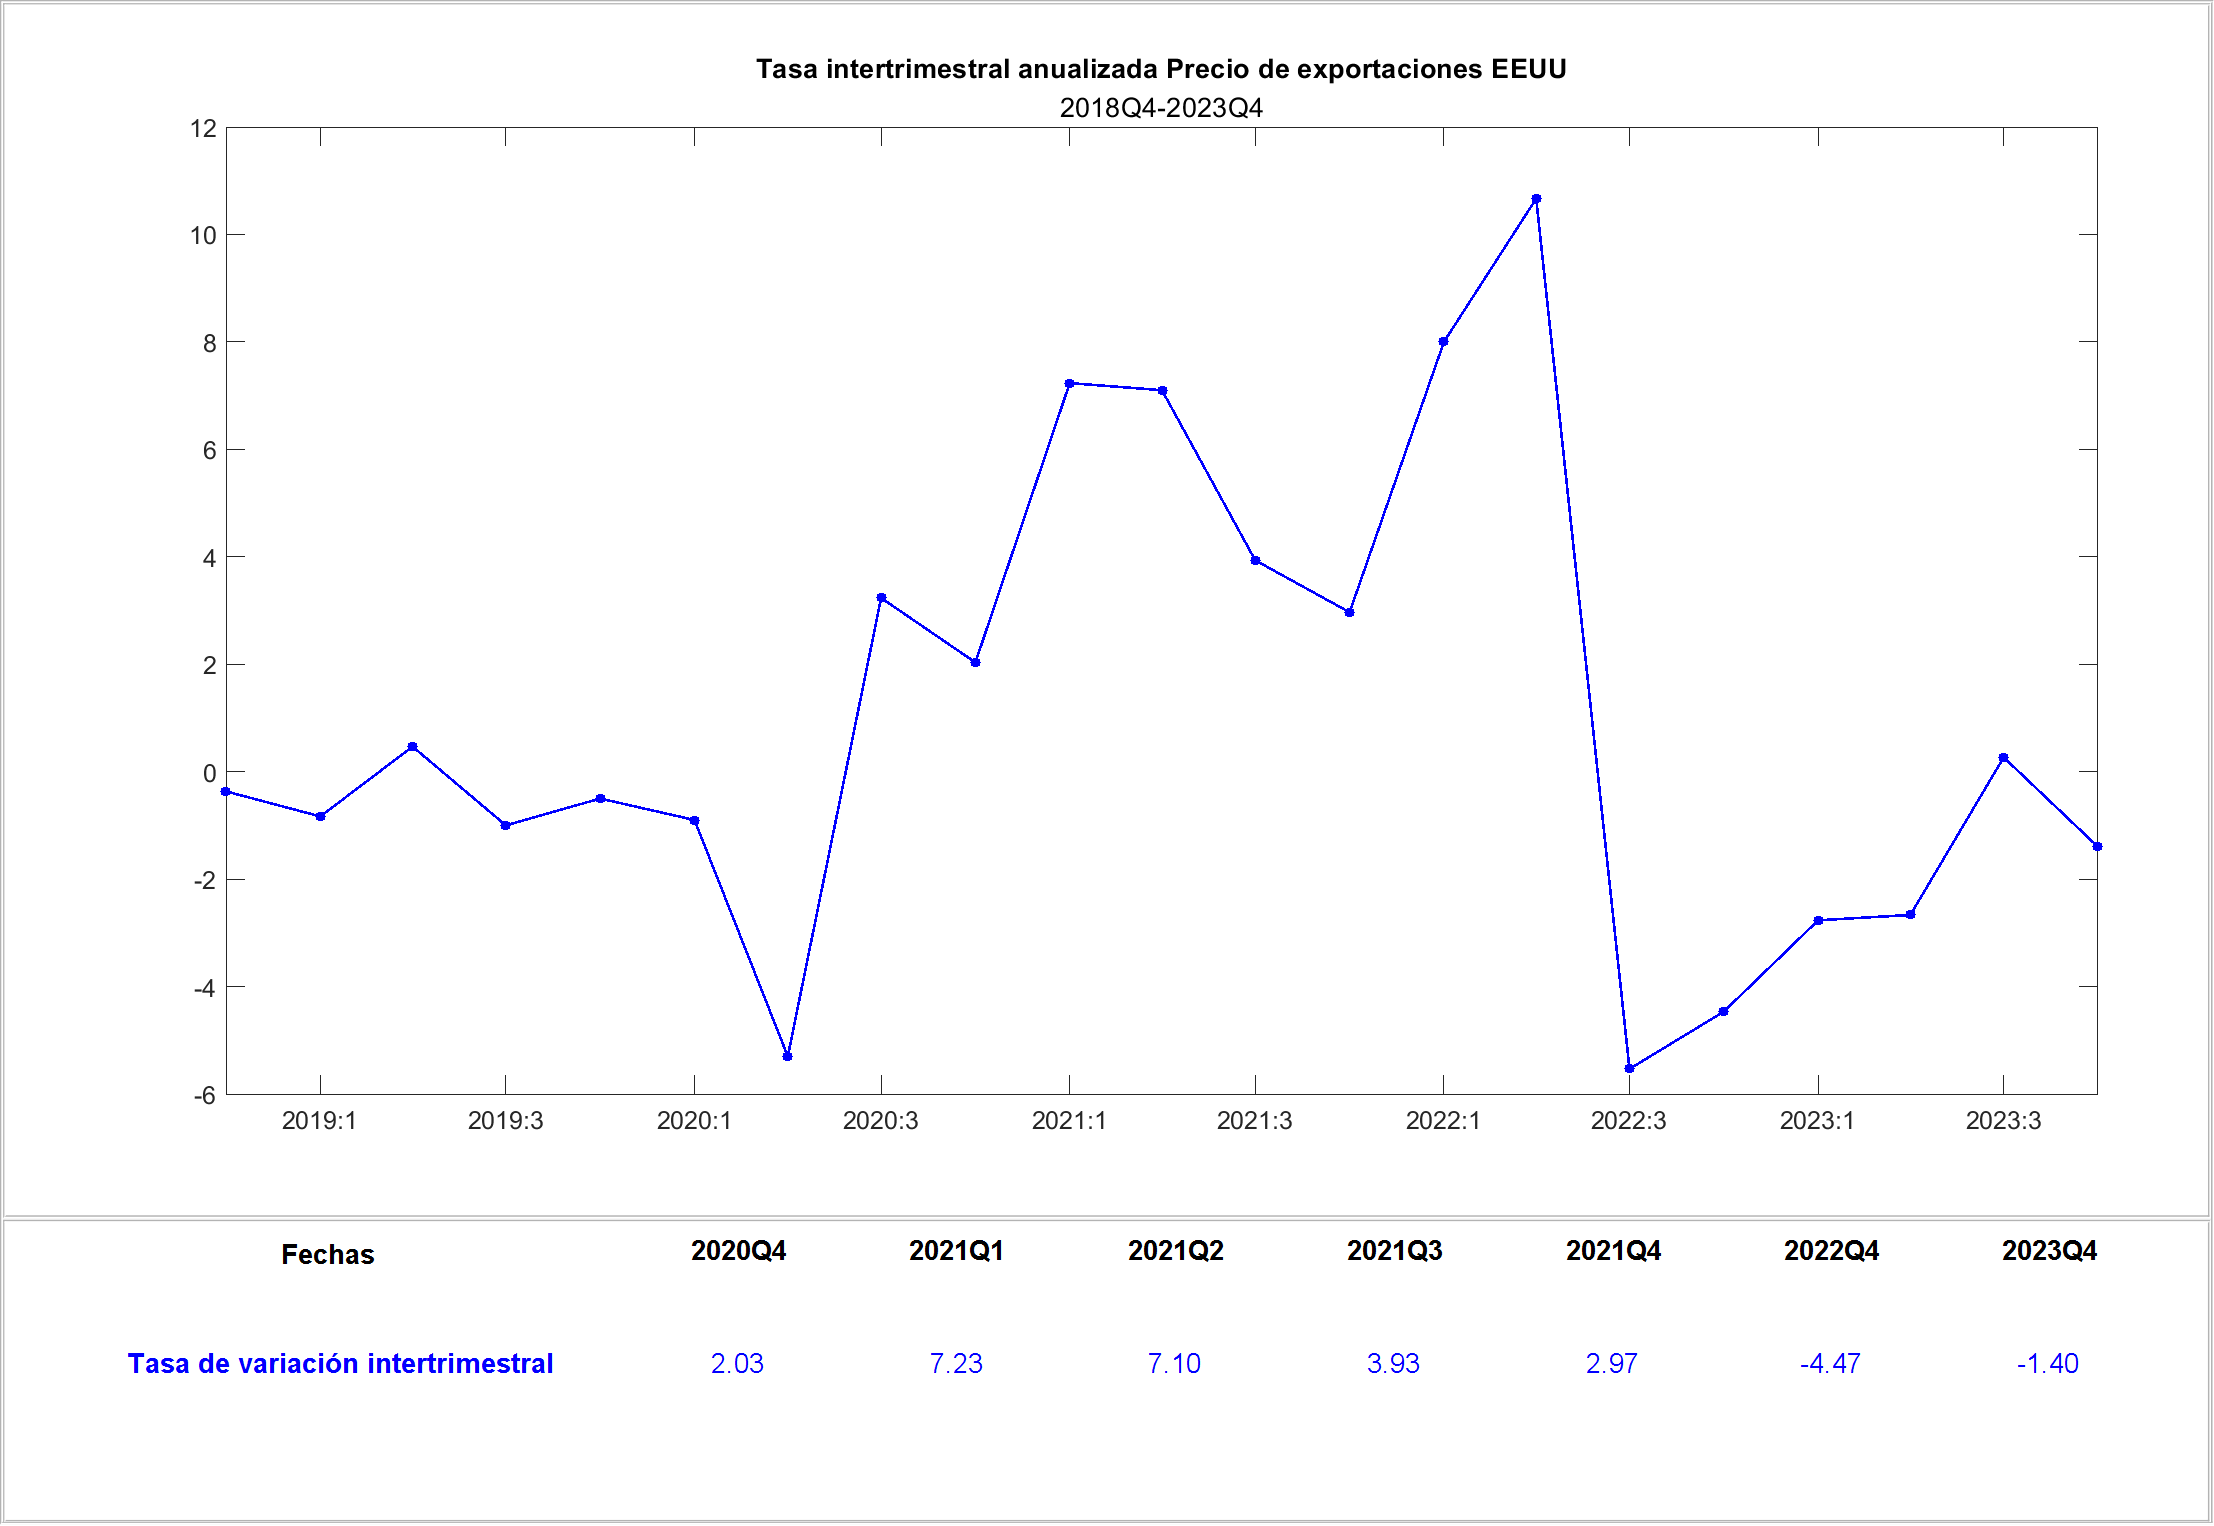 Tasa intertrimestral anualizada Precio de exportaciones EEUU
2018Q4-2023Q4
12
10
8
6
4
2
0
-2
-4
-6
2019:1 2019:3 2020:1 2020:3 2021:1 2021:3 2022:1 2022:3 2023:1 2023:3
Fechas 2020Q4 2021Q1 2021Q2 2021Q3 2021Q4 2022Q4 2023Q4
Tasa de variación intertrimestral 2.03 7.23 7.10 3.93 2.97 -4.47 -1.40